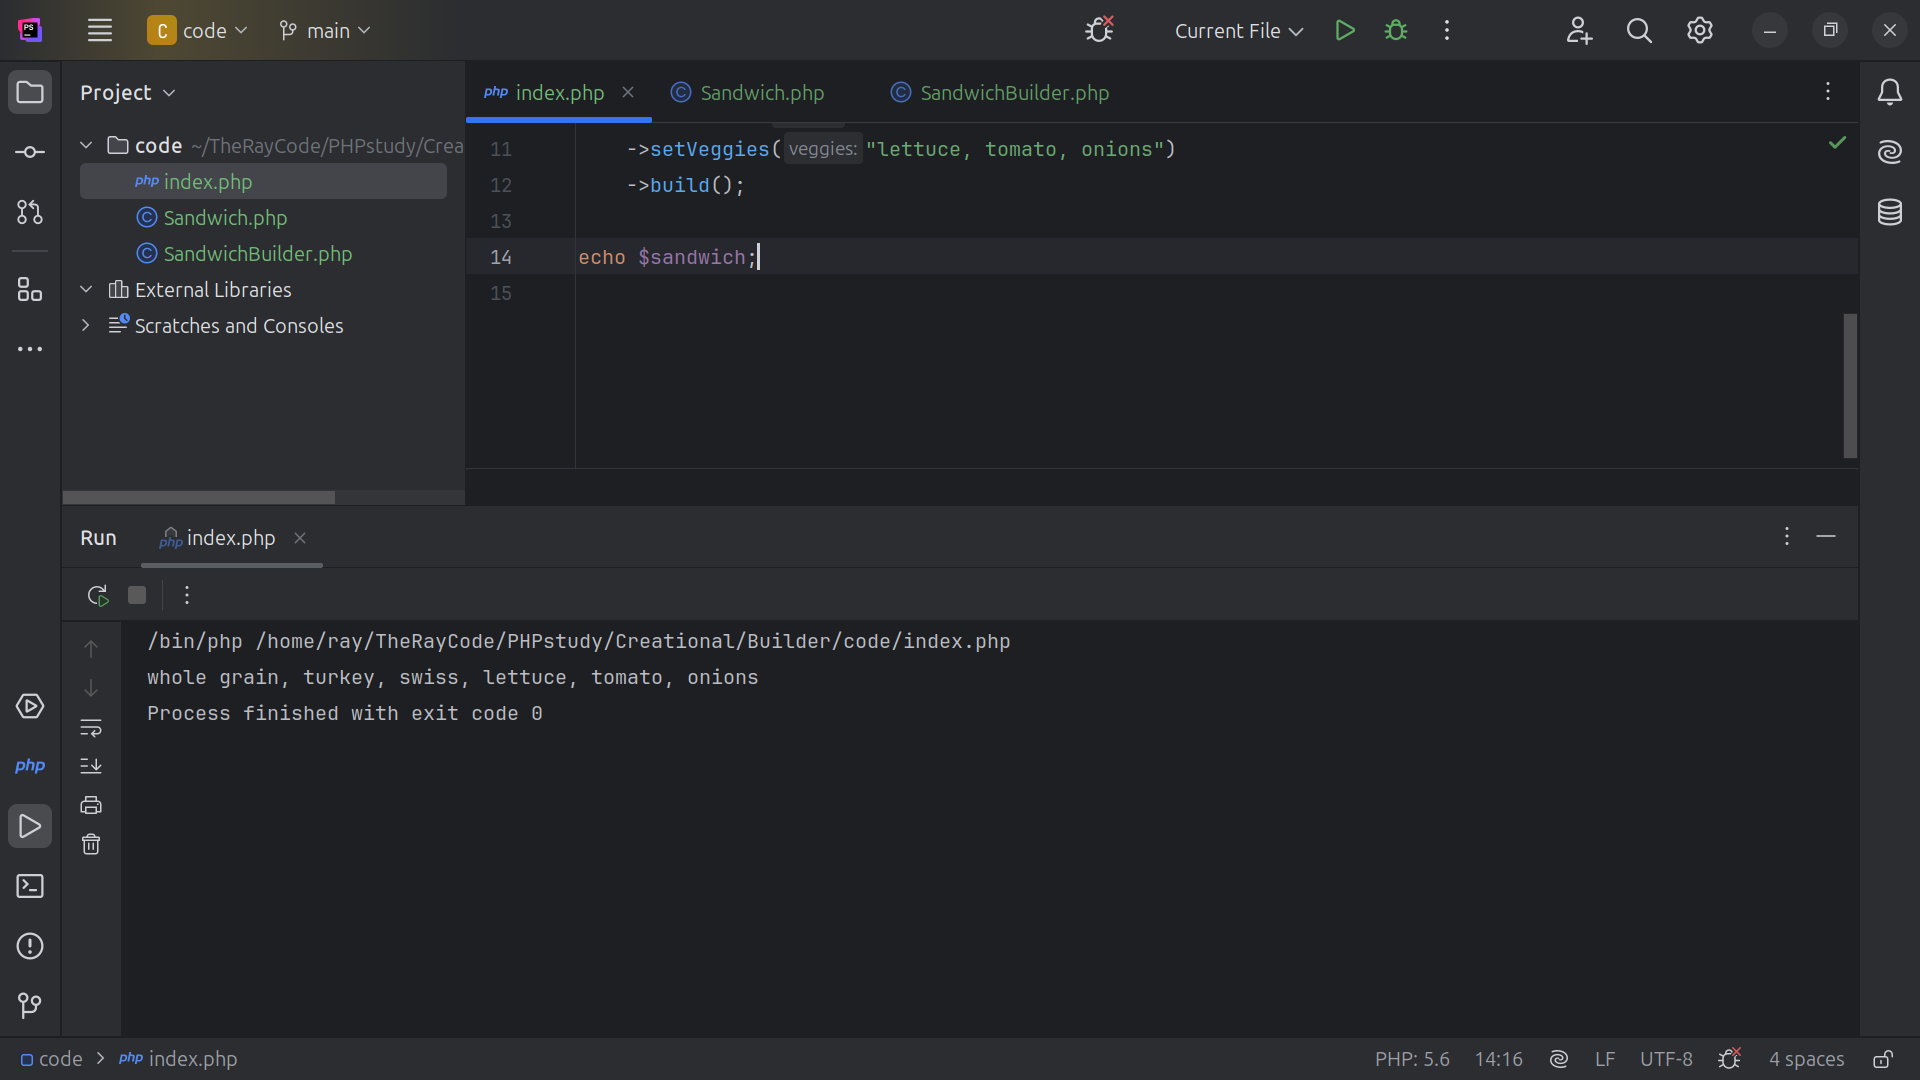 PS
C code main Current File
Project
php index.php Sandwich.php SandwichBuilder.php
code ~/TheRayCode/PHPstudy/Crea
php index.php
Sandwich.php
SandwichBuilder.php
External Libraries
Scratches and Consoles
11 ->setVeggies( veggies: "lettuce, tomato, onions")
12 ->build();
13
14 echo $sandwich;
15
Run php index.php
/bin/php /home/ray/TheRayCode/PHPstudy/Creational/Builder/code/index.php
whole grain, turkey, swiss, lettuce, tomato, onions
Process finished with exit code 0
php
code > php index.php PHP: 5.6 14:16 LF UTF-8 4 spaces